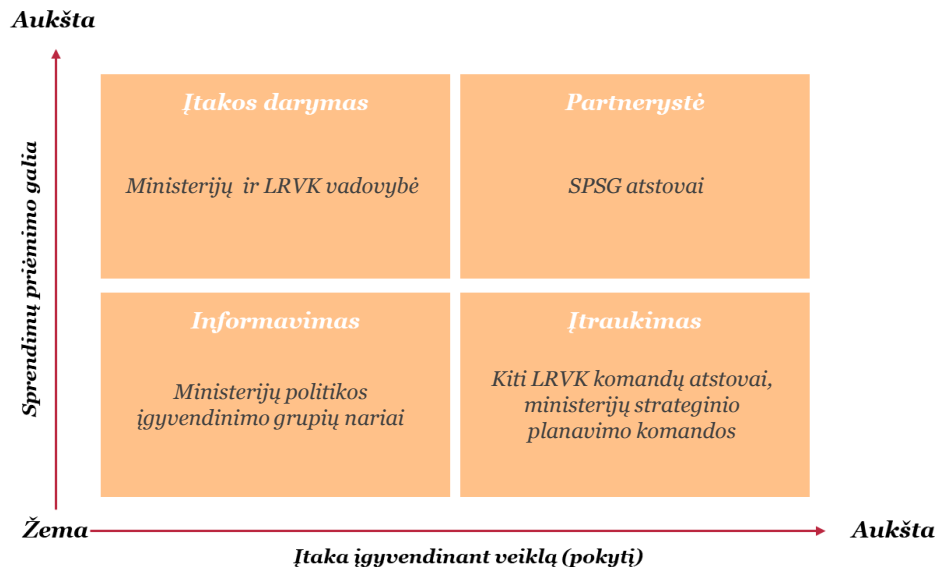 Aukšta
Sprendimų priėmimo galia
Įtakos darymas
Ministerijų ir LRVK vadovybė
Partnerystė
SPSG atstovai
Informavimas
Ministerijų politikos
įgyvendinimo grupių nariai
Įtraukimas
Kiti LRVK komandų atstovai,
ministerijų strateginio
planavimo komandos
Žema
Aukšta
Įtaka įgyvendinant veiklą (pokytį)